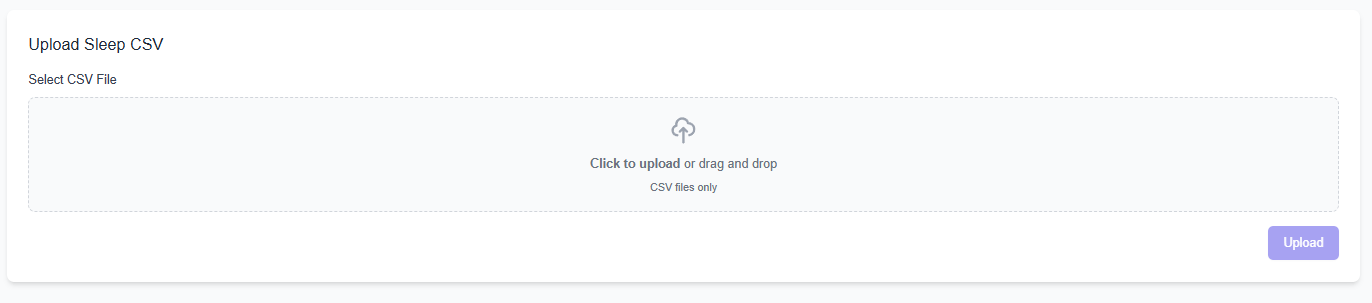 Upload Sleep CSV
Select CSV File
Click to upload or drag and drop
CSV files only
Upload